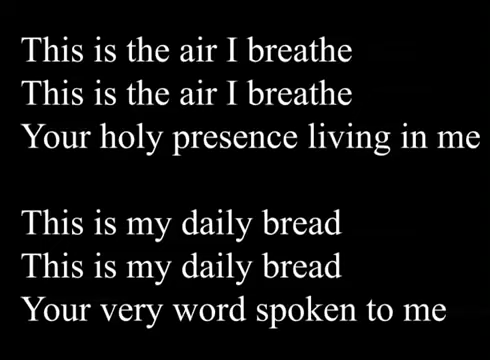 This is the air I breathe
This is the air I breathe
Your holy presence living in me
This is my daily bread
This is my daily bread
Your very word spoken to me